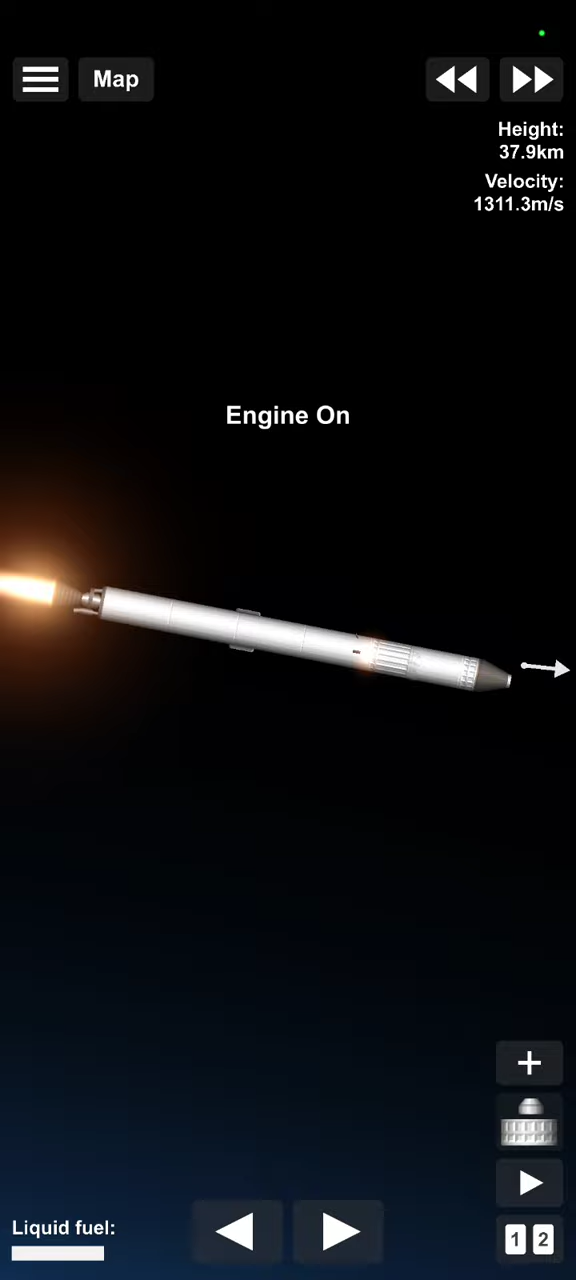 Map
Height:
37.9km
Velocity:
1311.3m/s
Engine On
Liquid fuel:
1 2